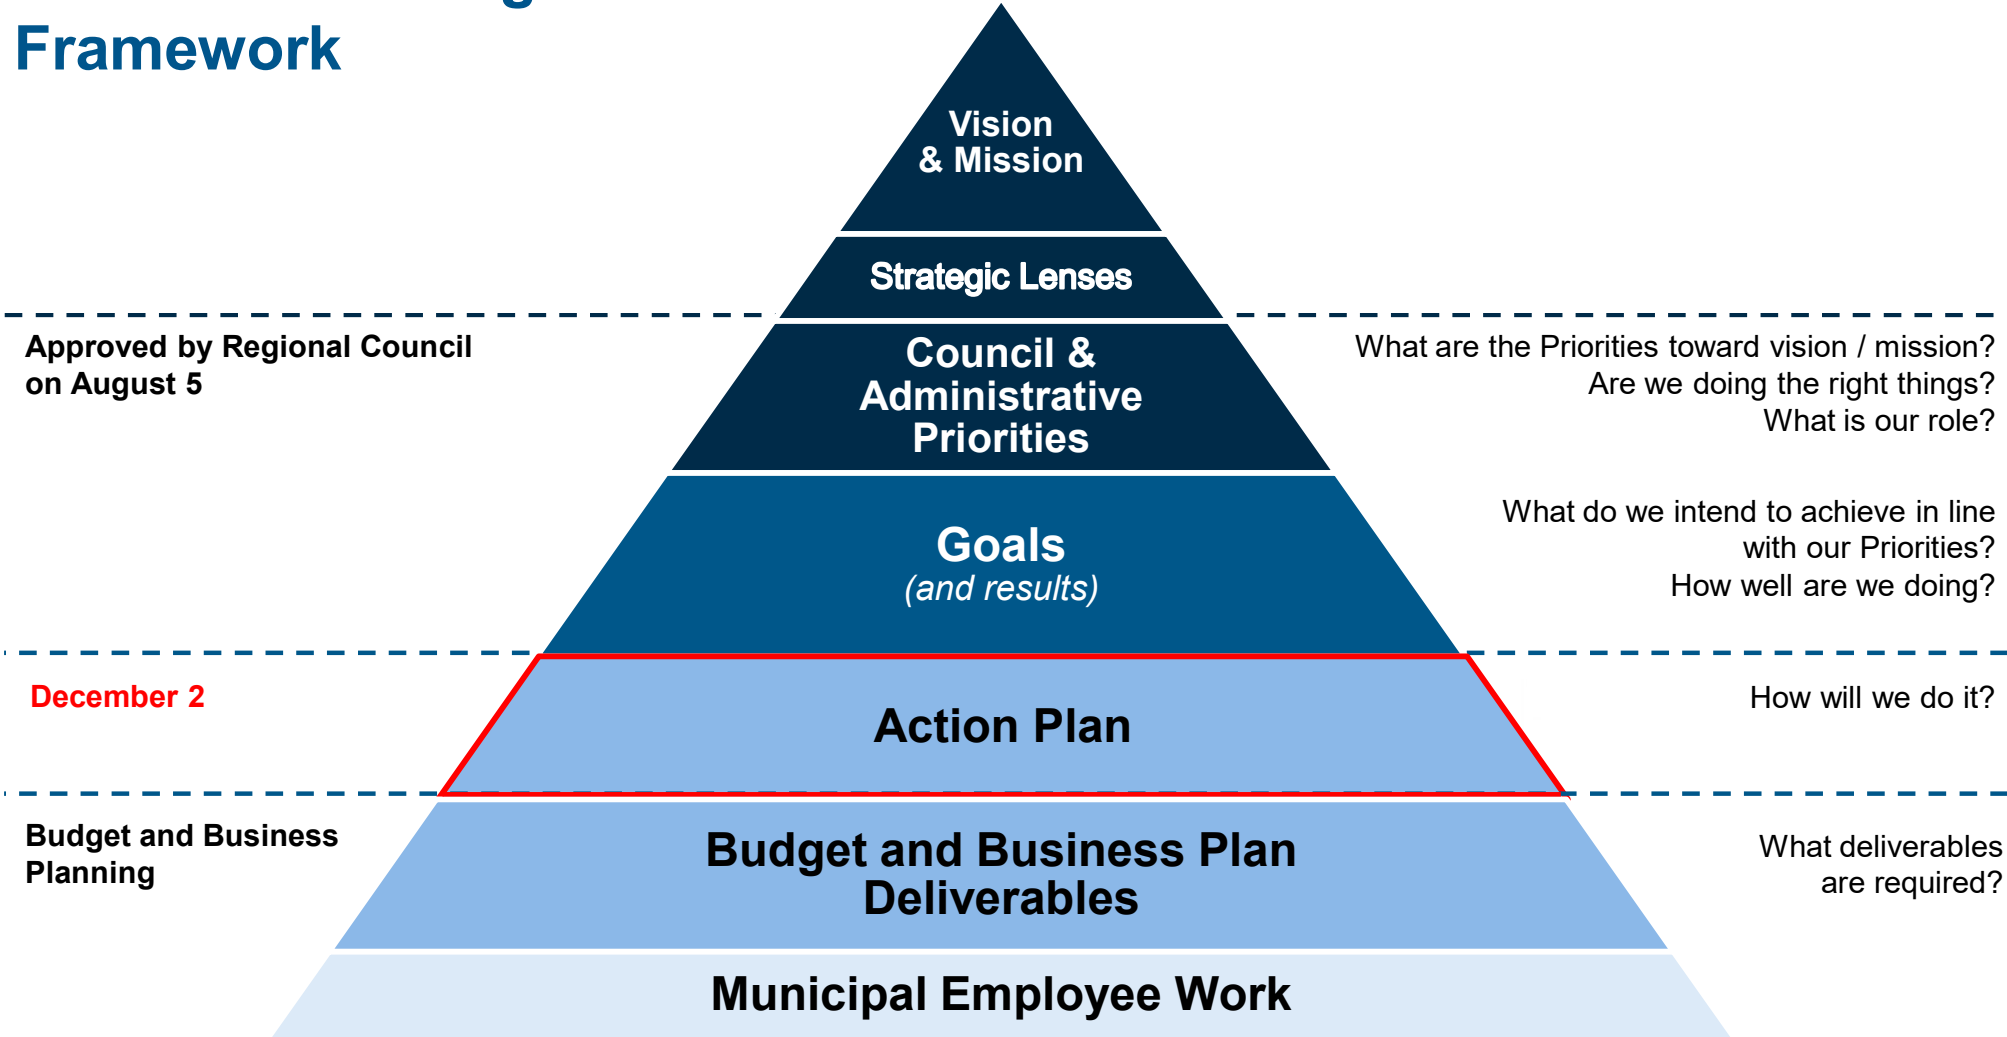 Framework
Vision
& Mission
Strategic Lenses
Approved by Regional Council
on August 5
Council &
Administrative
Priorities
What are the Priorities toward vision / mission?
Are we doing the right things?
What is our role?
Goals
(and results)
What do we intend to achieve in line
with our Priorities?
How well are we doing?
December 2
Action Plan
How will we do it?
Budget and Business
Planning
Budget and Business Plan
Deliverables
What deliverables
are required?
Municipal Employee Work